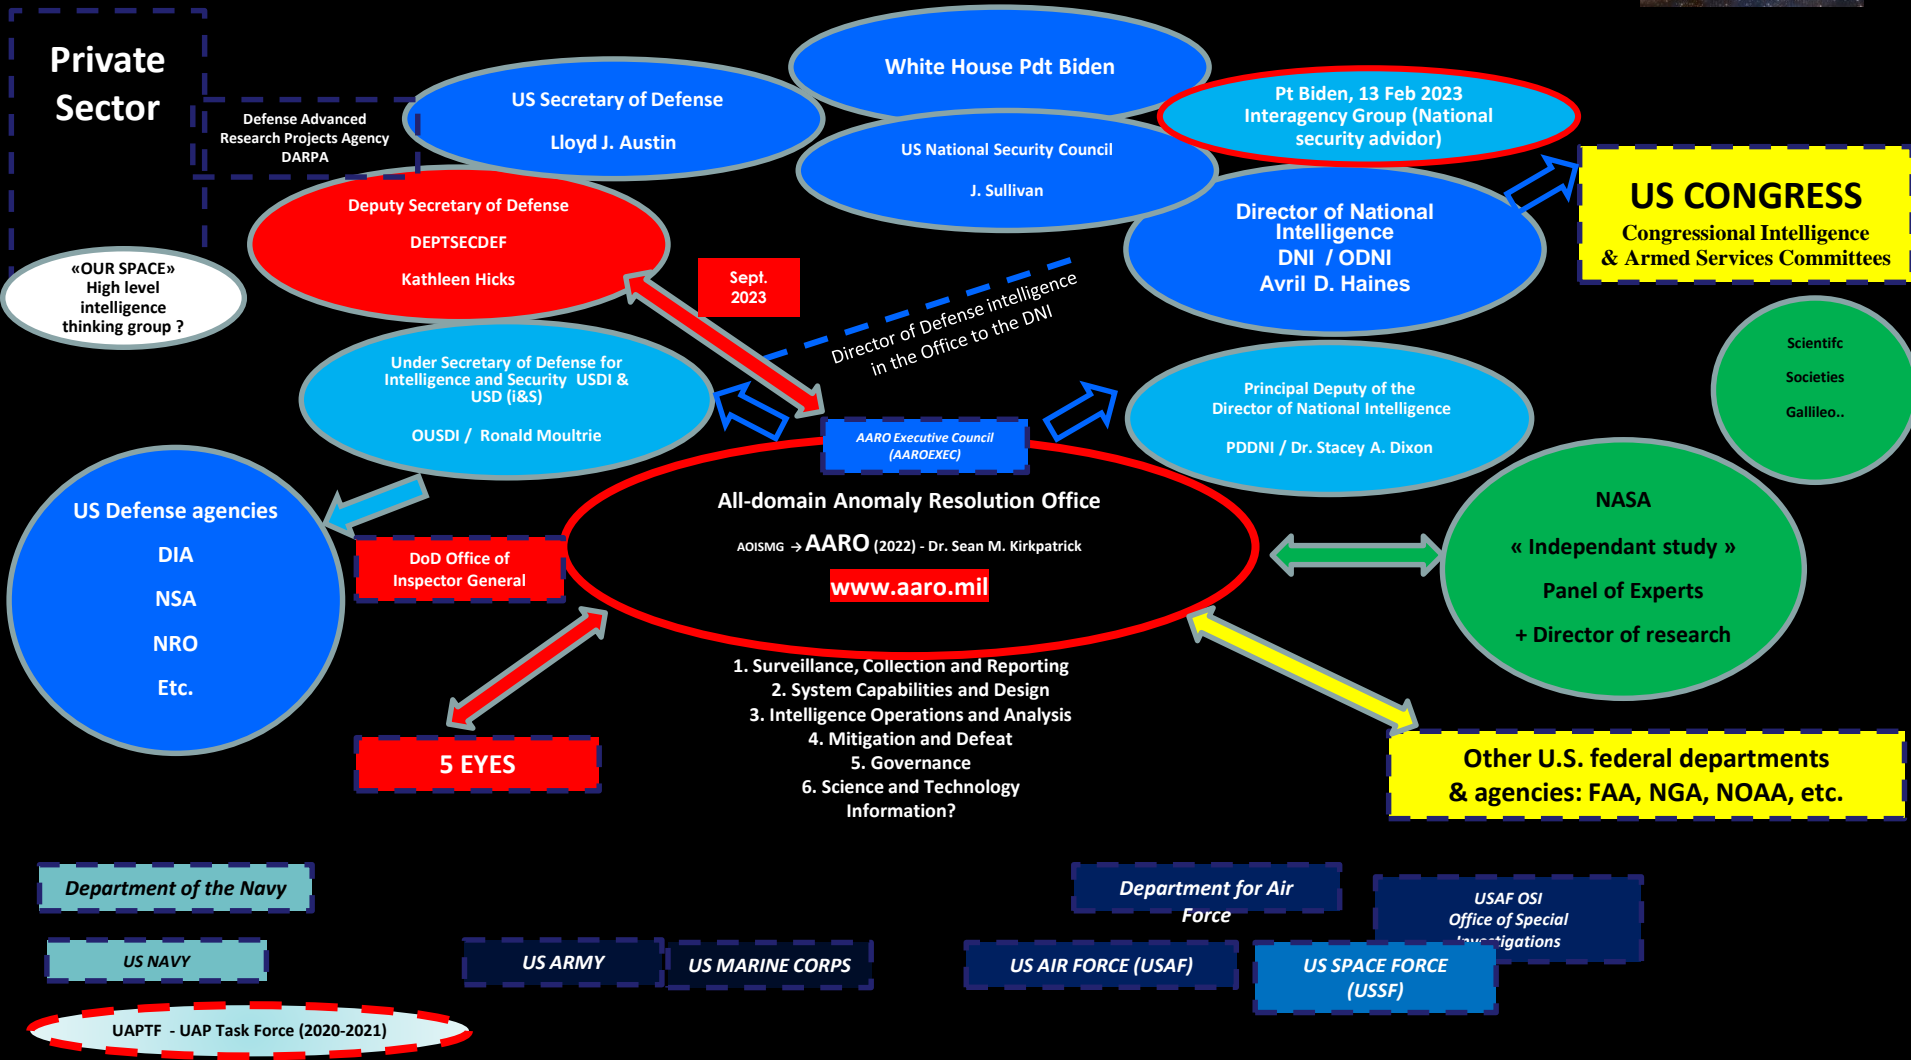 Private
Sector
Defense Advanced
Research Projects Agency
DARPA
US Secretary of Defense
Lloyd J. Austin
White House Pdt Biden
Pt Biden, 13 Feb 2023
Interagency Group (National
security advidor)
US National Security Council
J. Sullivan
US CONGRESS
Congressional Intelligence
& Armed Services Committees
Deputy Secretary of Defense
DEPTSECDEF
Kathleen Hicks
Director of National
Intelligence
DNI / ODNI
Avril D. Haines
«OUR SPACE»
High level
intelligence
thinking group ?
Sept.
2023
Director of Defense intelligence
in the Office to the DNI
Scientifc
Societies
Gallileo..
Under Secretary of Defense for
Intelligence and Security USDI &
USD (i&S)
OUSDI / Ronald Moultrie
Principal Deputy of the
Director of National Intelligence
PDDNI / Dr. Stacey A. Dixon
AARO Executive Council
(AAROEXEC)
US Defense agencies
DIA
NSA
NRO
Etc.
DoD Office of
Inspector General
All-domain Anomaly Resolution Office
AOISMG → AARO (2022) - Dr. Sean M. Kirkpatrick
www.aaro.mil
NASA
« Independant study »
Panel of Experts
+ Director of research
1. Surveillance, Collection and Reporting
2. System Capabilities and Design
3. Intelligence Operations and Analysis
4. Mitigation and Defeat
5. Governance
6. Science and Technology
Information?
5 EYES
Other U.S. federal departments
& agencies: FAA, NGA, NOAA, etc.
Department of the Navy
Department for Air
Force
USAF OSI
Office of Special
Investigations
US NAVY
US ARMY
US MARINE CORPS
US AIR FORCE (USAF)
US SPACE FORCE
(USSF)
UAPTF - UAP Task Force (2020-2021)